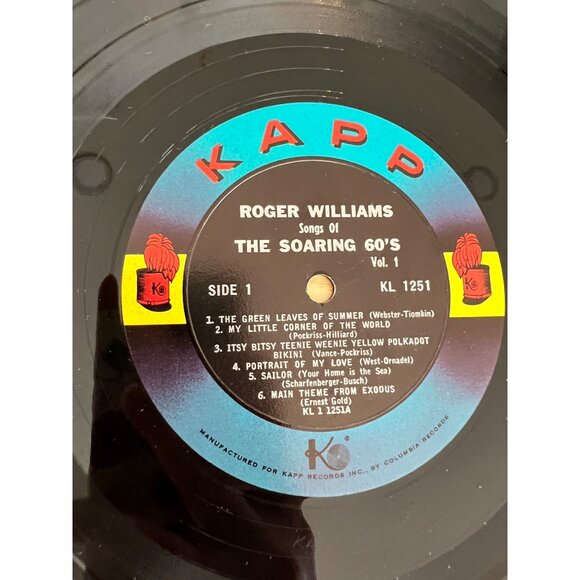 KAPP
ROGER WILLIAMS
Songs Of
THE SOARING 60'S
Vol. 1
SIDE 1 KL 1251
1. THE GREEN LEAVES OF SUMMER (Webster-Tiomkin)
2. MY LITTLE CORNER OF THE WORLD
(Pockriss-Hilliard)
3. ITSY BITSY TEENIE WEENIE YELLOW POLKADOT
BIKINI (Vance-Pockriss)
4. PORTRAIT OF MY LOVE (West-Ornadel)
5. SAILOR (Your Home is the Sea)
(Scharfenberger-Busch)
6. MAIN THEME FROM EXODUS
(Ernest Gold)
KL 1 1251A
K
MANUFACTURED FOR KAPP RECORDS INC., BY COLUMBIA RECORDS